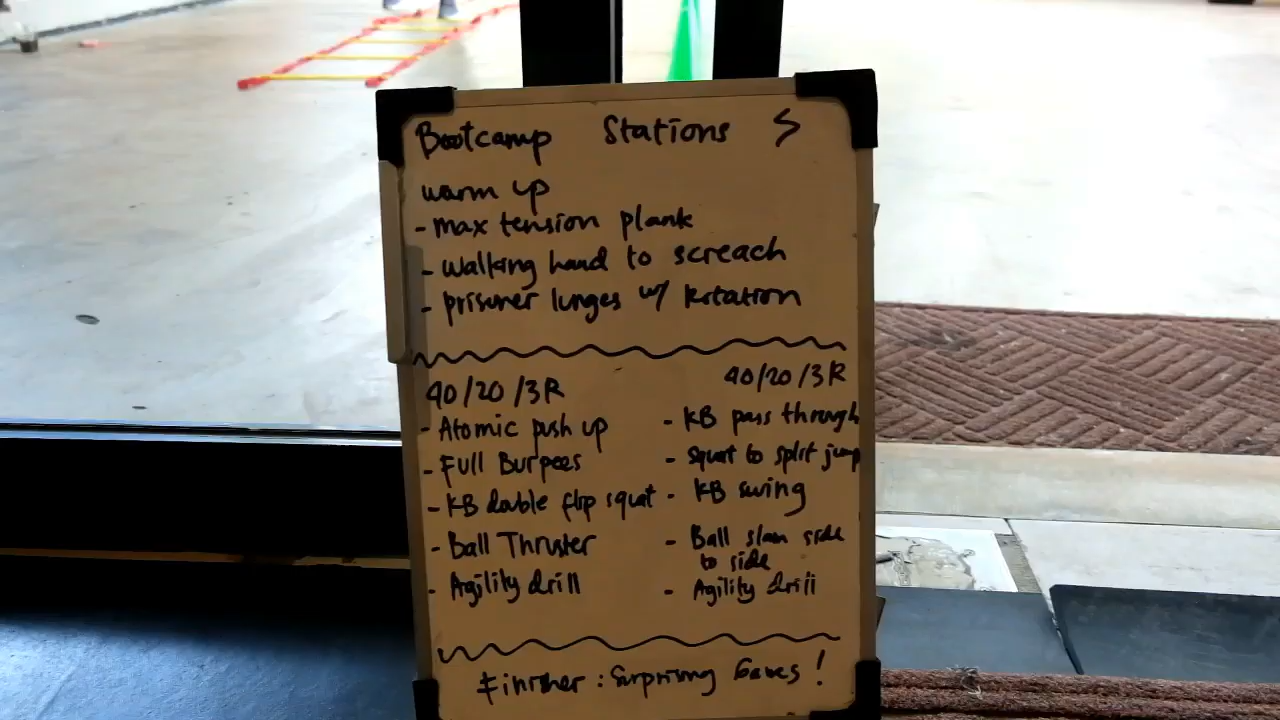 Bootcamp Stations
warm up
- max tension plank
- walking hand to screach
- prisoner lunges w/ Rotation
40/20/3R
- Atomic push up
- Full Burpees
- KB double flip squat
- Ball Thruster
- Agility drill
40/20/3R
- KB pass through
- squat to split jump
- KB swing
- Ball slam side
to side
- Agility drill
Finisher : Surprising